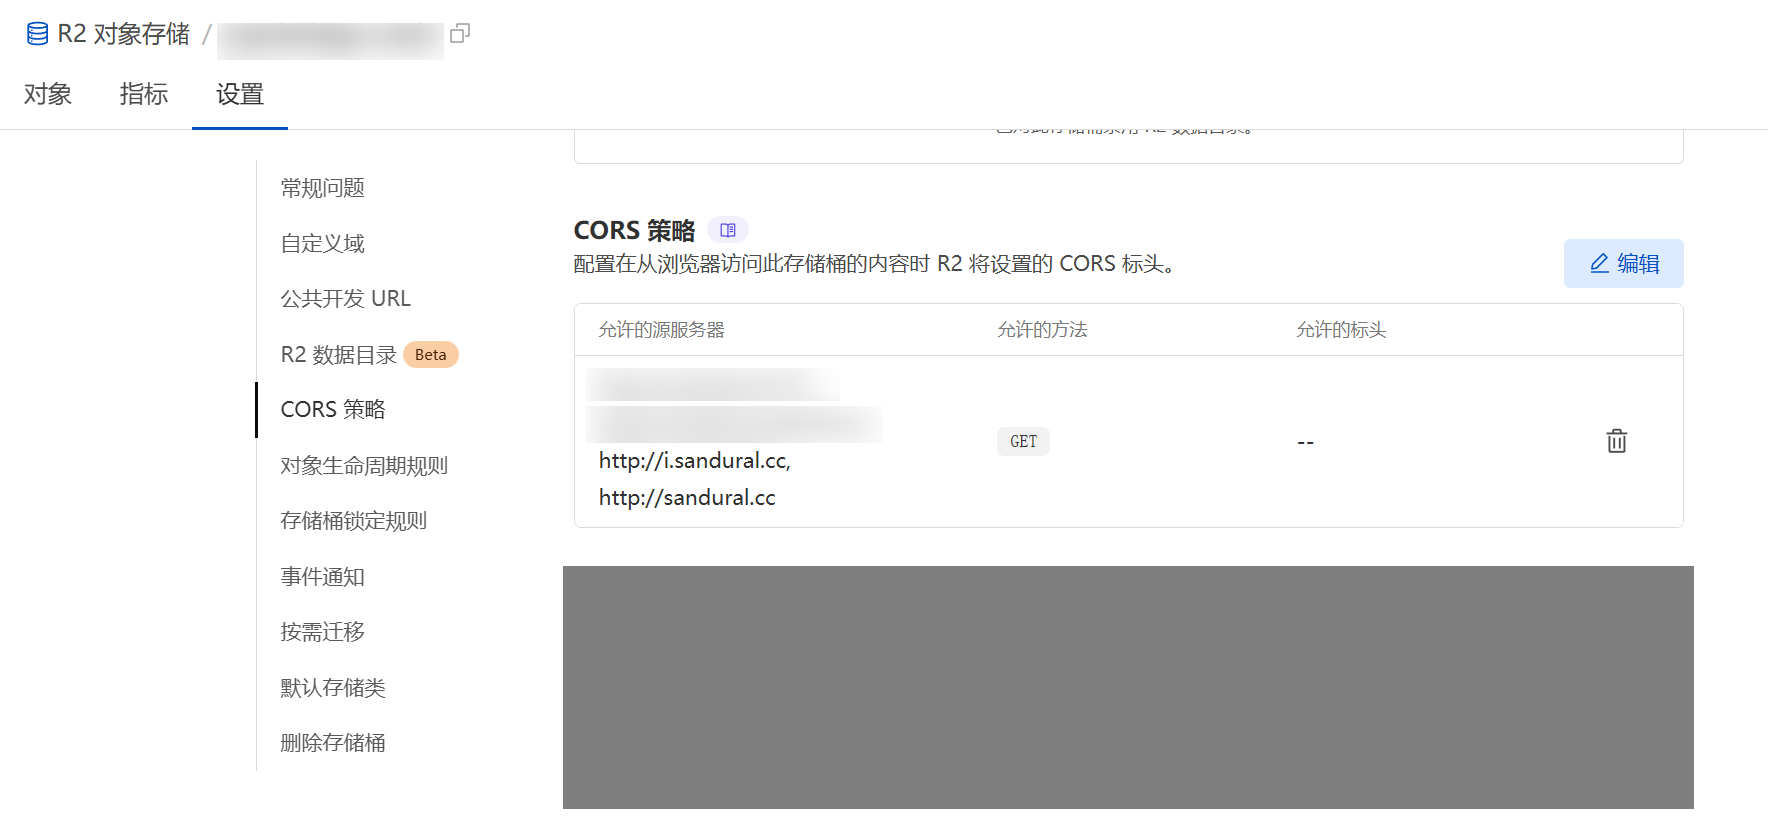 R2 对象存储 /
对象 指标 设置
常规问题
自定义域
公共开发 URL
R2 数据目录 Beta
CORS 策略
对象生命周期规则
存储桶锁定规则
事件通知
按需迁移
默认存储类
删除存储桶
CORS 策略
配置在从浏览器访问此存储桶的内容时 R2 将设置的 CORS 标头。
编辑
允许的源服务器 允许的方法 允许的标头
http://i.sandural.cc,
http://sandural.cc
GET
--